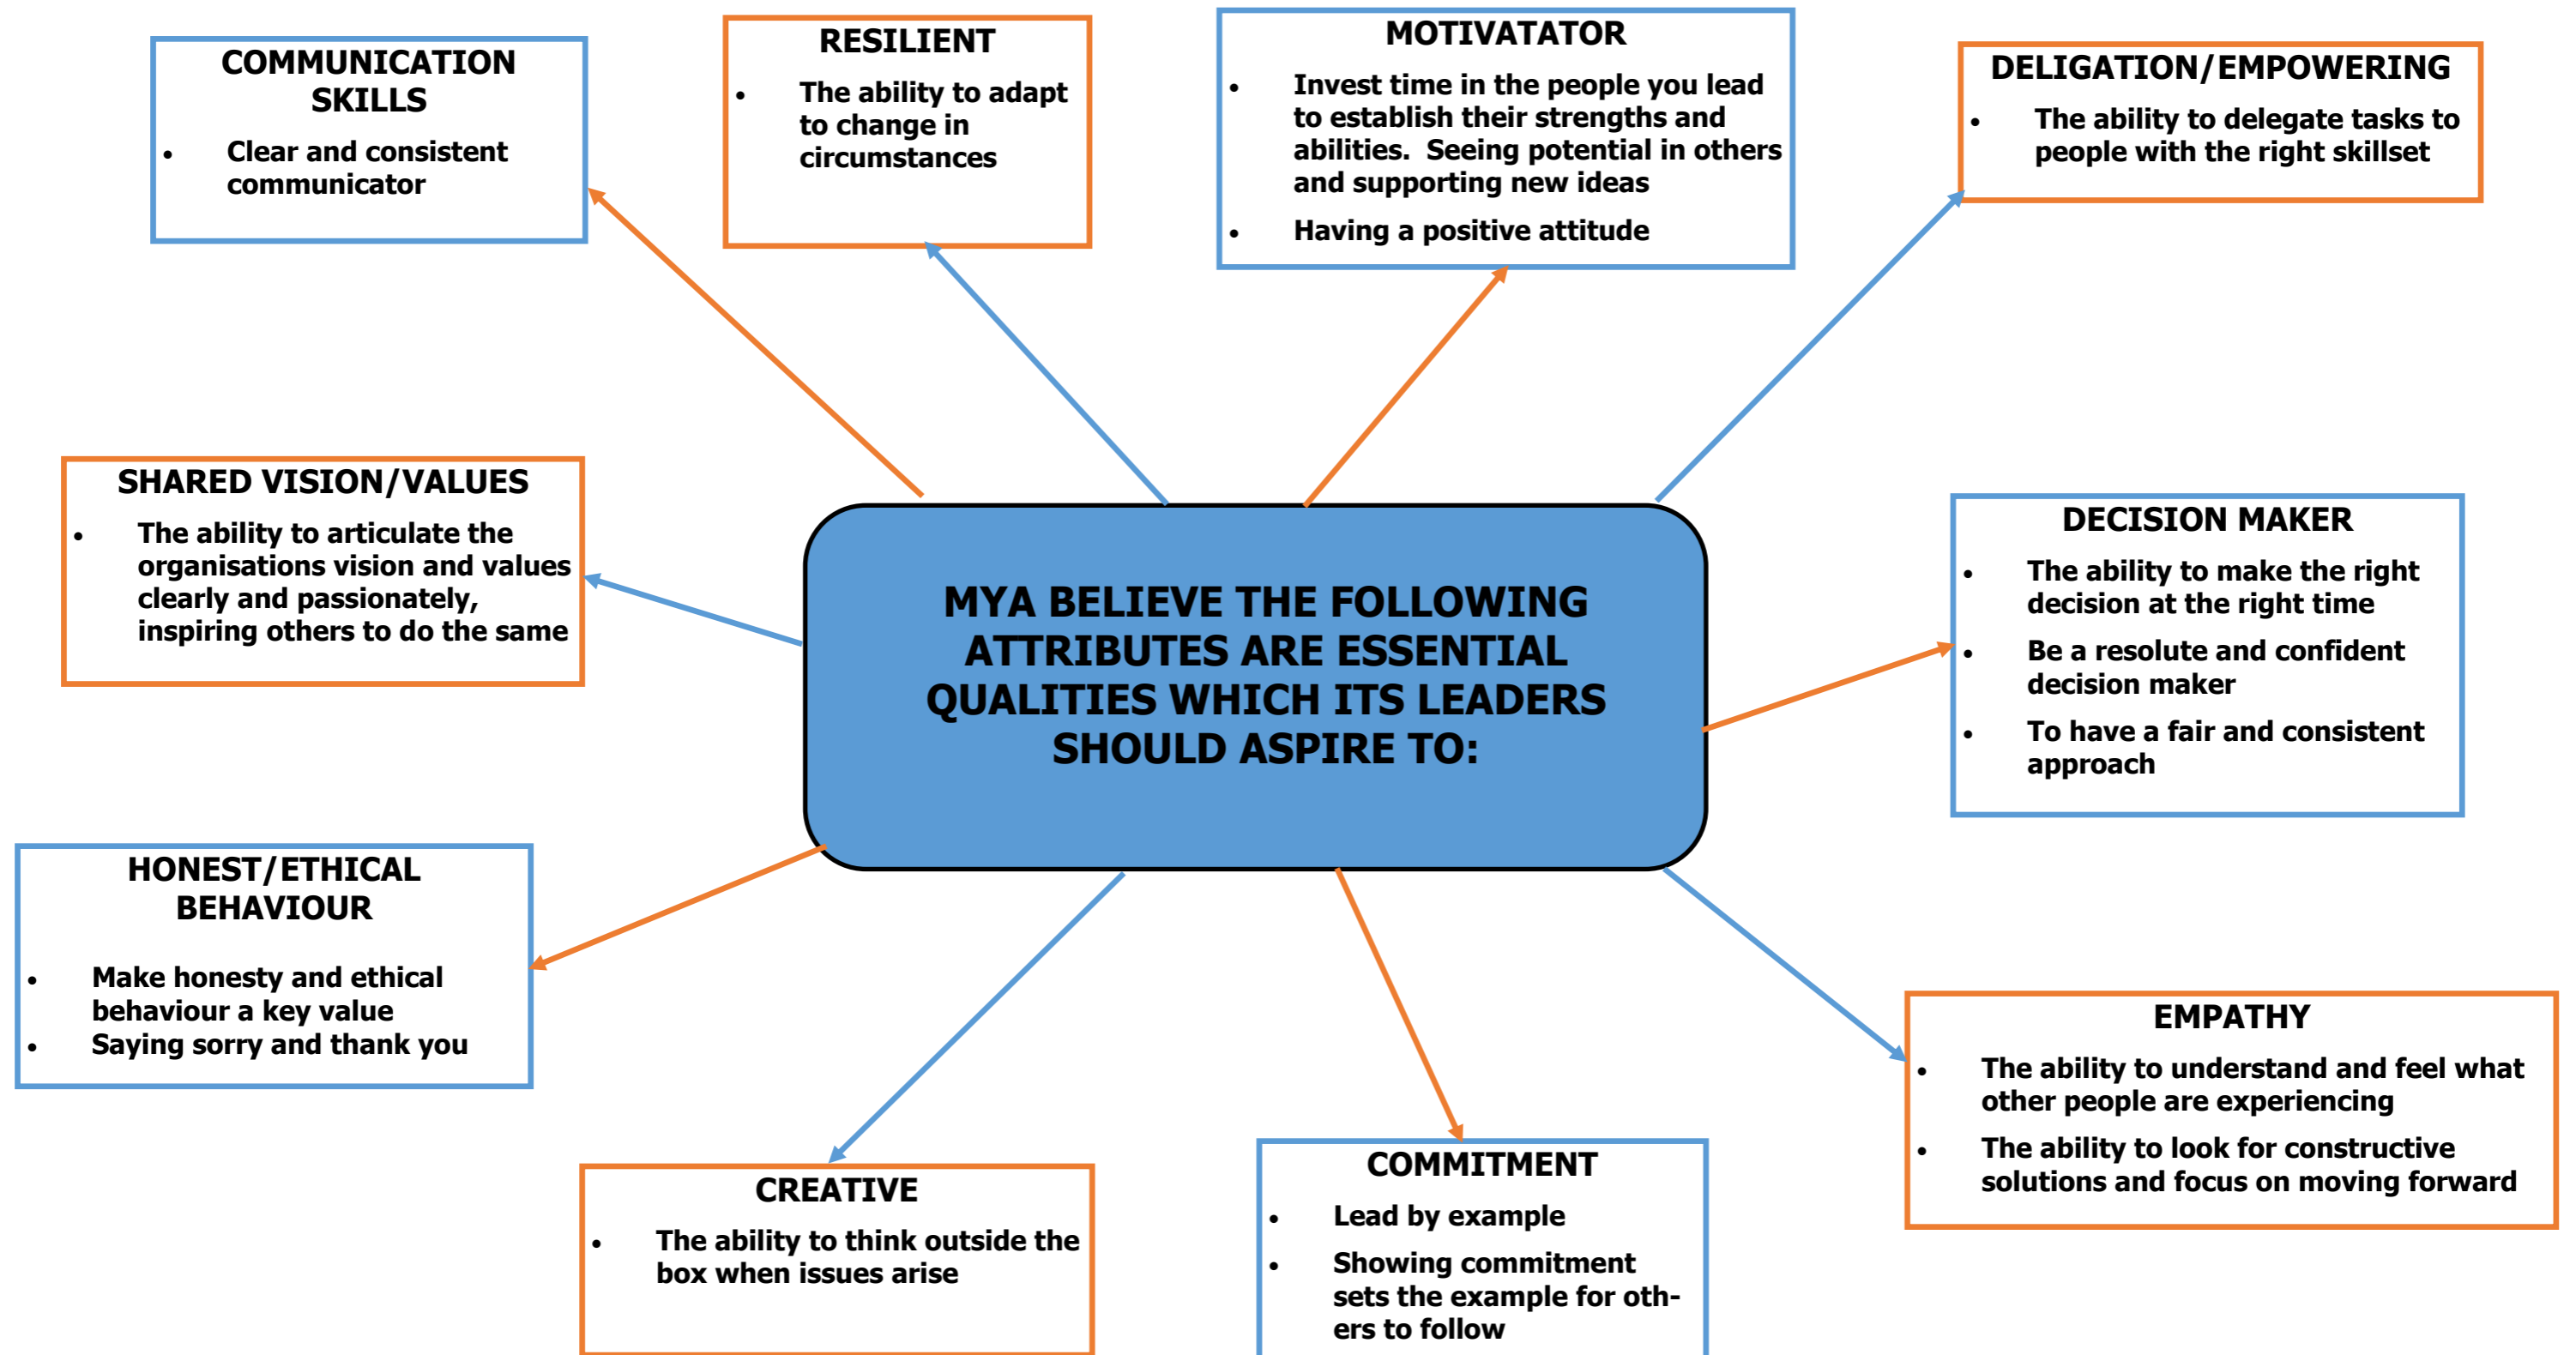 COMMUNICATION
SKILLS
• Clear and consistent
communicator
RESILIENT
• The ability to adapt
to change in
circumstances
MOTIVATATOR
• Invest time in the people you lead
to establish their strengths and
abilities.  Seeing potential in others
and supporting new ideas
• Having a positive attitude
DELIGATION/EMPOWERING
• The ability to delegate tasks to
people with the right skillset
SHARED VISION/VALUES
• The ability to articulate the
organisations vision and values
clearly and passionately,
inspiring others to do the same
MYA BELIEVE THE FOLLOWING
ATTRIBUTES ARE ESSENTIAL
QUALITIES WHICH ITS LEADERS
SHOULD ASPIRE TO:
DECISION MAKER
• The ability to make the right
decision at the right time
• Be a resolute and confident
decision maker
• To have a fair and consistent
approach
HONEST/ETHICAL
BEHAVIOUR
• Make honesty and ethical
behaviour a key value
• Saying sorry and thank you
CREATIVE
• The ability to think outside the
box when issues arise
COMMITMENT
• Lead by example
• Showing commitment
sets the example for oth-
ers to follow
EMPATHY
• The ability to understand and feel what
other people are experiencing
• The ability to look for constructive
solutions and focus on moving forward